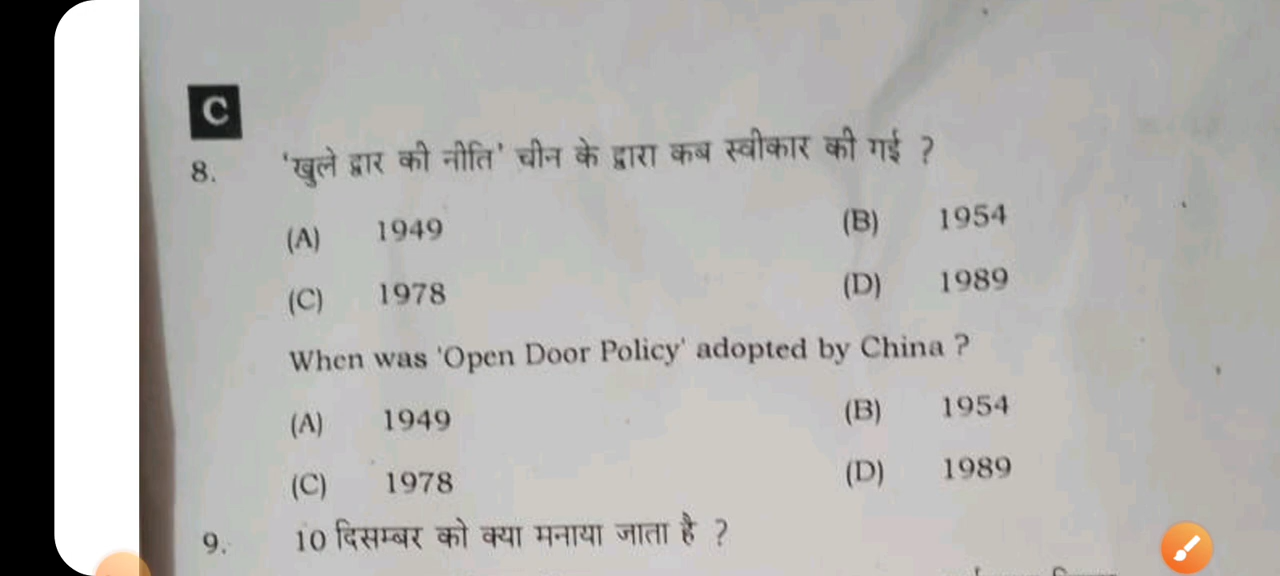 C
8. 'खुले द्वार की नीति' चीन के द्वारा कब स्वीकार की गई ?
(A) 1949 (B) 1954
(C) 1978 (D) 1989
When was 'Open Door Policy' adopted by China ?
(A) 1949 (B) 1954
(C) 1978 (D) 1989
9. 10 दिसम्बर को क्या मनाया जाता है ?